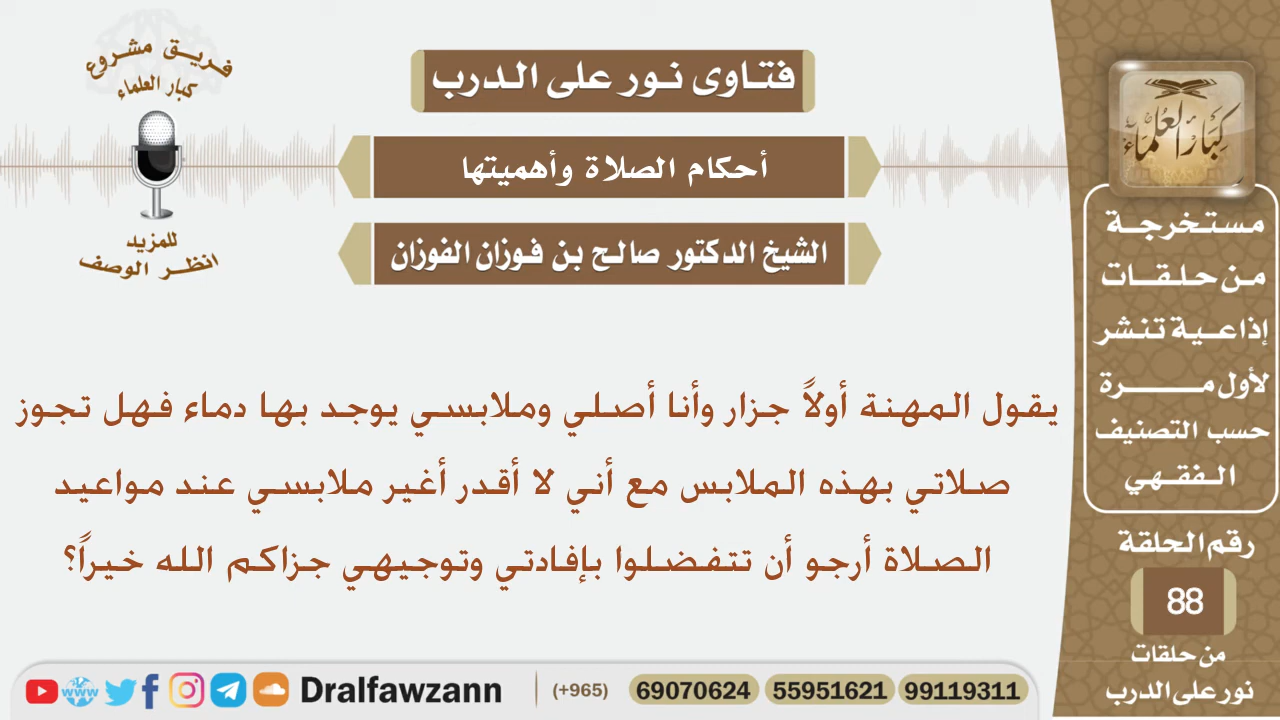 فريق مشروع
كبار العلماء
للمزيد
انظر الوصف
فتاوى نور على الدرب
أحكام الصلاة وأهميتها
الشيخ الدكتور صالح بن فوزان الفوزان
يقول المهنة أولاً جزار وأنا أصلي وملابسي يوجد بها دماء فهل تجوز
صلاتي بهذه الملابس مع أني لا أقدر أغير ملابسي عند مواعيد
الصلاة أرجو أن تتفضلوا بإفادتي وتوجيهي جزاكم الله خيراً؟
كبار العلماء
مستخرجة
من حلقات
إذاعية تنشر
لأول مرة
حسب التصنيف
الفقهي
رقم الحلقة
88
من حلقات
نور على الدرب
www
Dralfawzann
(+965) 69070624 55951621 99119311